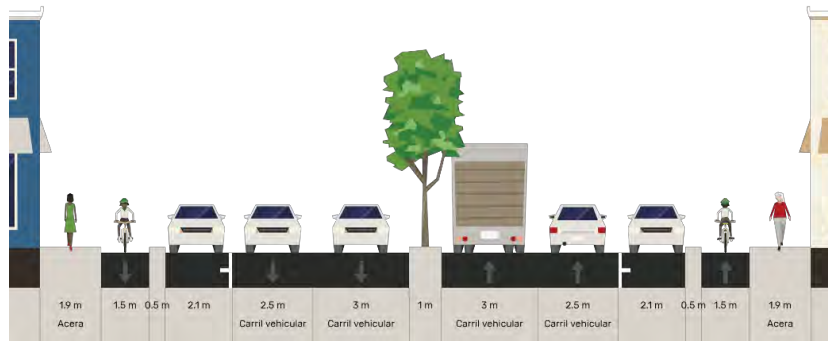 1.9 m
Acera
1.5 m
0.5 m
2.1 m
2.5 m
Carril vehicular
3 m
Carril vehicular
1 m
3 m
Carril vehicular
2.5 m
Carril vehicular
2.1 m
0.5 m
1.5 m
1.9 m
Acera